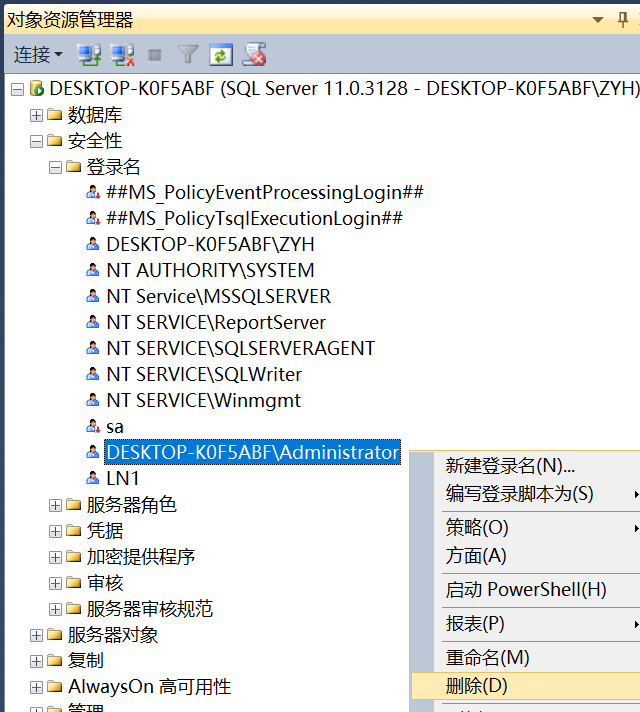 对象资源管理器
连接
DESKTOP-K0F5ABF (SQL Server 11.0.3128 - DESKTOP-K0F5ABF\ZYH)
数据库
安全性
登录名
##MS_PolicyEventProcessingLogin##
##MS_PolicyTsqlExecutionLogin##
DESKTOP-K0F5ABF\ZYH
NT AUTHORITY\SYSTEM
NT Service\MSSQLSERVER
NT SERVICE\ReportServer
NT SERVICE\SQLSERVERAGENT
NT SERVICE\SQLWriter
NT SERVICE\Winmgmt
sa
DESKTOP-K0F5ABF\Administrator
LN1
服务器角色
凭据
加密提供程序
审核
服务器审核规范
服务器对象
复制
AlwaysOn 高可用性
管理
新建登录名(N)...
编写登录脚本为(S)
策略(O)
方面(A)
启动 PowerShell(H)
报表(P)
重命名(M)
删除(D)